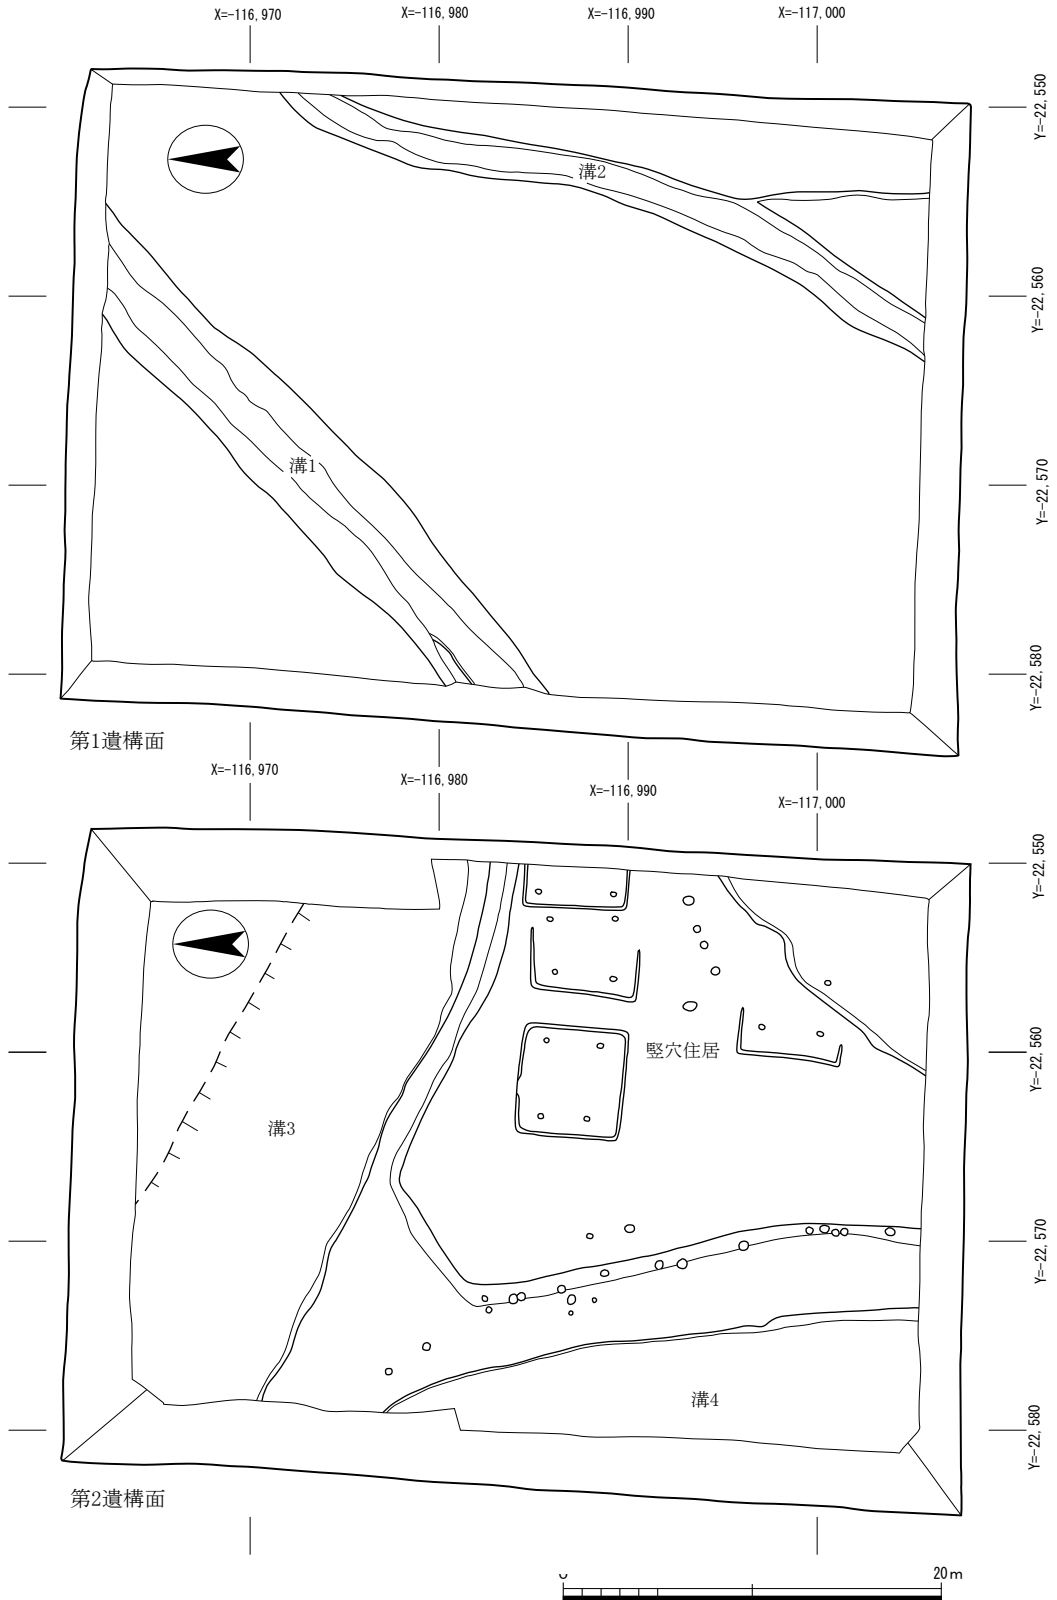 X=-116,970
X=-116,980
X=-116,990
X=-117,000
Y=-22,550
溝2
Y=-22,560
溝1
Y=-22,570
Y=-22,580
第1遺構面
X=-116,970
X=-116,980
X=-116,990
X=-117,000
Y=-22,550
竪穴住居
Y=-22,560
溝3
Y=-22,570
溝4
Y=-22,580
第2遺構面
20m